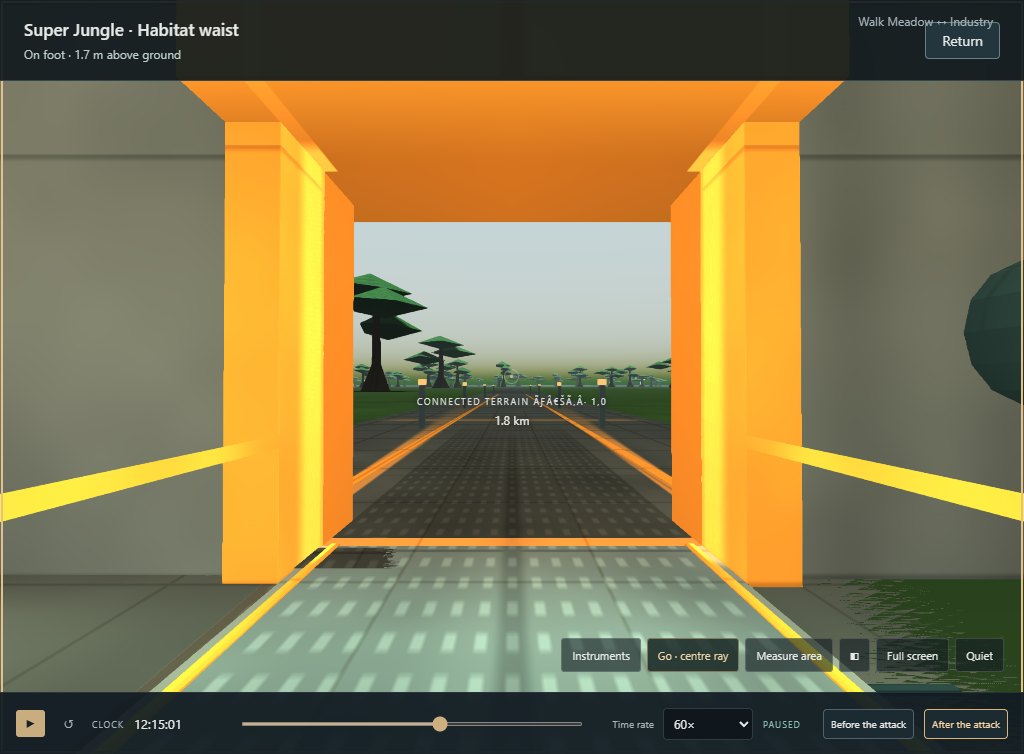 Super Jungle · Habitat waist
On foot · 1.7 m above ground
Walk Meadow ↔ Industry
Return
CONNECTED TERRAIN ÃƑÂ€ŠÃ‚Â· 1,0
1.8 km
Instruments
Go · centre ray
Measure area
Full screen
Quiet
CLOCK 12:15:01
Time rate 60× PAUSED
Before the attack
After the attack